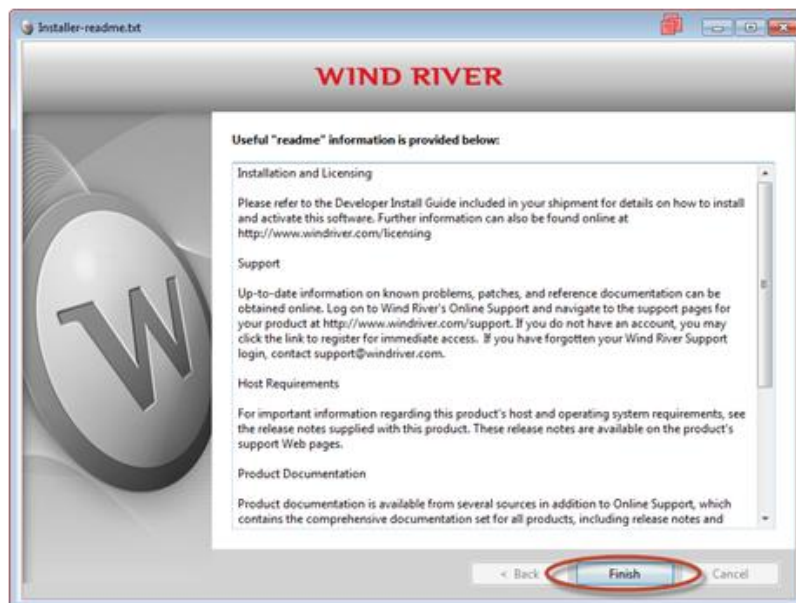 Installer-readme.txt
WIND RIVER
Useful "readme" information is provided below:
Installation and Licensing
Please refer to the Developer Install Guide included in your shipment for details on how to install
and activate this software. Further information can also be found online at
http://www.windriver.com/licensing
Support
Up-to-date information on known problems, patches, and reference documentation can be
obtained online. Log on to Wind River's Online Support and navigate to the support pages for
your product at http://www.windriver.com/support. If you do not have an account, you may
click the link to register for immediate access. If you have forgotten your Wind River Support
login, contact support@windriver.com.
Host Requirements
For important information regarding this product's host and operating system requirements, see
the release notes supplied with this product. These release notes are available on the product's
support Web pages.
Product Documentation
Product documentation is available from several sources in addition to Online Support, which
contains the comprehensive documentation set for all products, including release notes and
W
< Back Finish Cancel